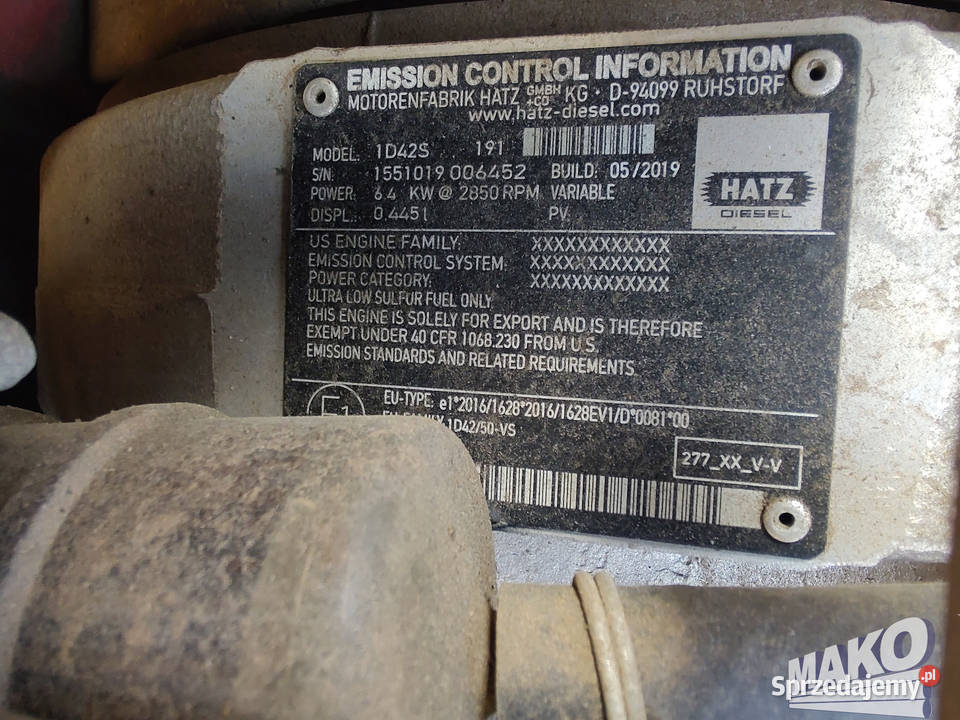 EMISSION CONTROL INFORMATION
MOTORENFABRIK HATZ GMBH +CO KG · D-94099 RUHSTORF
www.hatz-diesel.com
MODEL: 1D42S 191
S/N: 1551019 006452 BUILD: 05/2019
POWER: 6.4 KW @ 2850 RPM VARIABLE
DISPL.: 0.445 l PV
HATZ
DIESEL
US ENGINE FAMILY: XXXXXXXXXXXX
EMISSION CONTROL SYSTEM: XXXXXXXXXXXX
POWER CATEGORY: XXXXXXXXXXXX
ULTRA LOW SULFUR FUEL ONLY
THIS ENGINE IS SOLELY FOR EXPORT AND IS THEREFORE
EXEMPT UNDER 40 CFR 1068.230 FROM U.S.
EMISSION STANDARDS AND RELATED REQUIREMENTS
E1
EU-TYPE: e1*2016/1628*2016/1628EV1/D*0081*00
1D42/50-VS
277_XX_V-V
MAKO
Sprzedajemy.pl